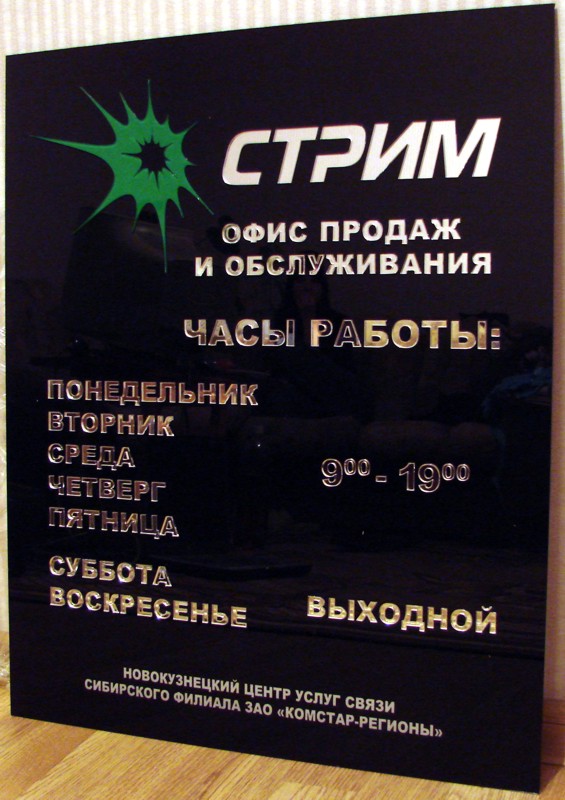 СТРИМ
ОФИС ПРОДАЖ
И ОБСЛУЖИВАНИЯ
ЧАСЫ РАБОТЫ:
ПОНЕДЕЛЬНИК
ВТОРНИК
СРЕДА
ЧЕТВЕРГ
ПЯТНИЦА
9⁰⁰ - 19⁰⁰
СУББОТА
ВОСКРЕСЕНЬЕ
ВЫХОДНОЙ
НОВОКУЗНЕЦКИЙ ЦЕНТР УСЛУГ СВЯЗИ
СИБИРСКОГО ФИЛИАЛА ЗАО «КОМСТАР-РЕГИОНЫ»